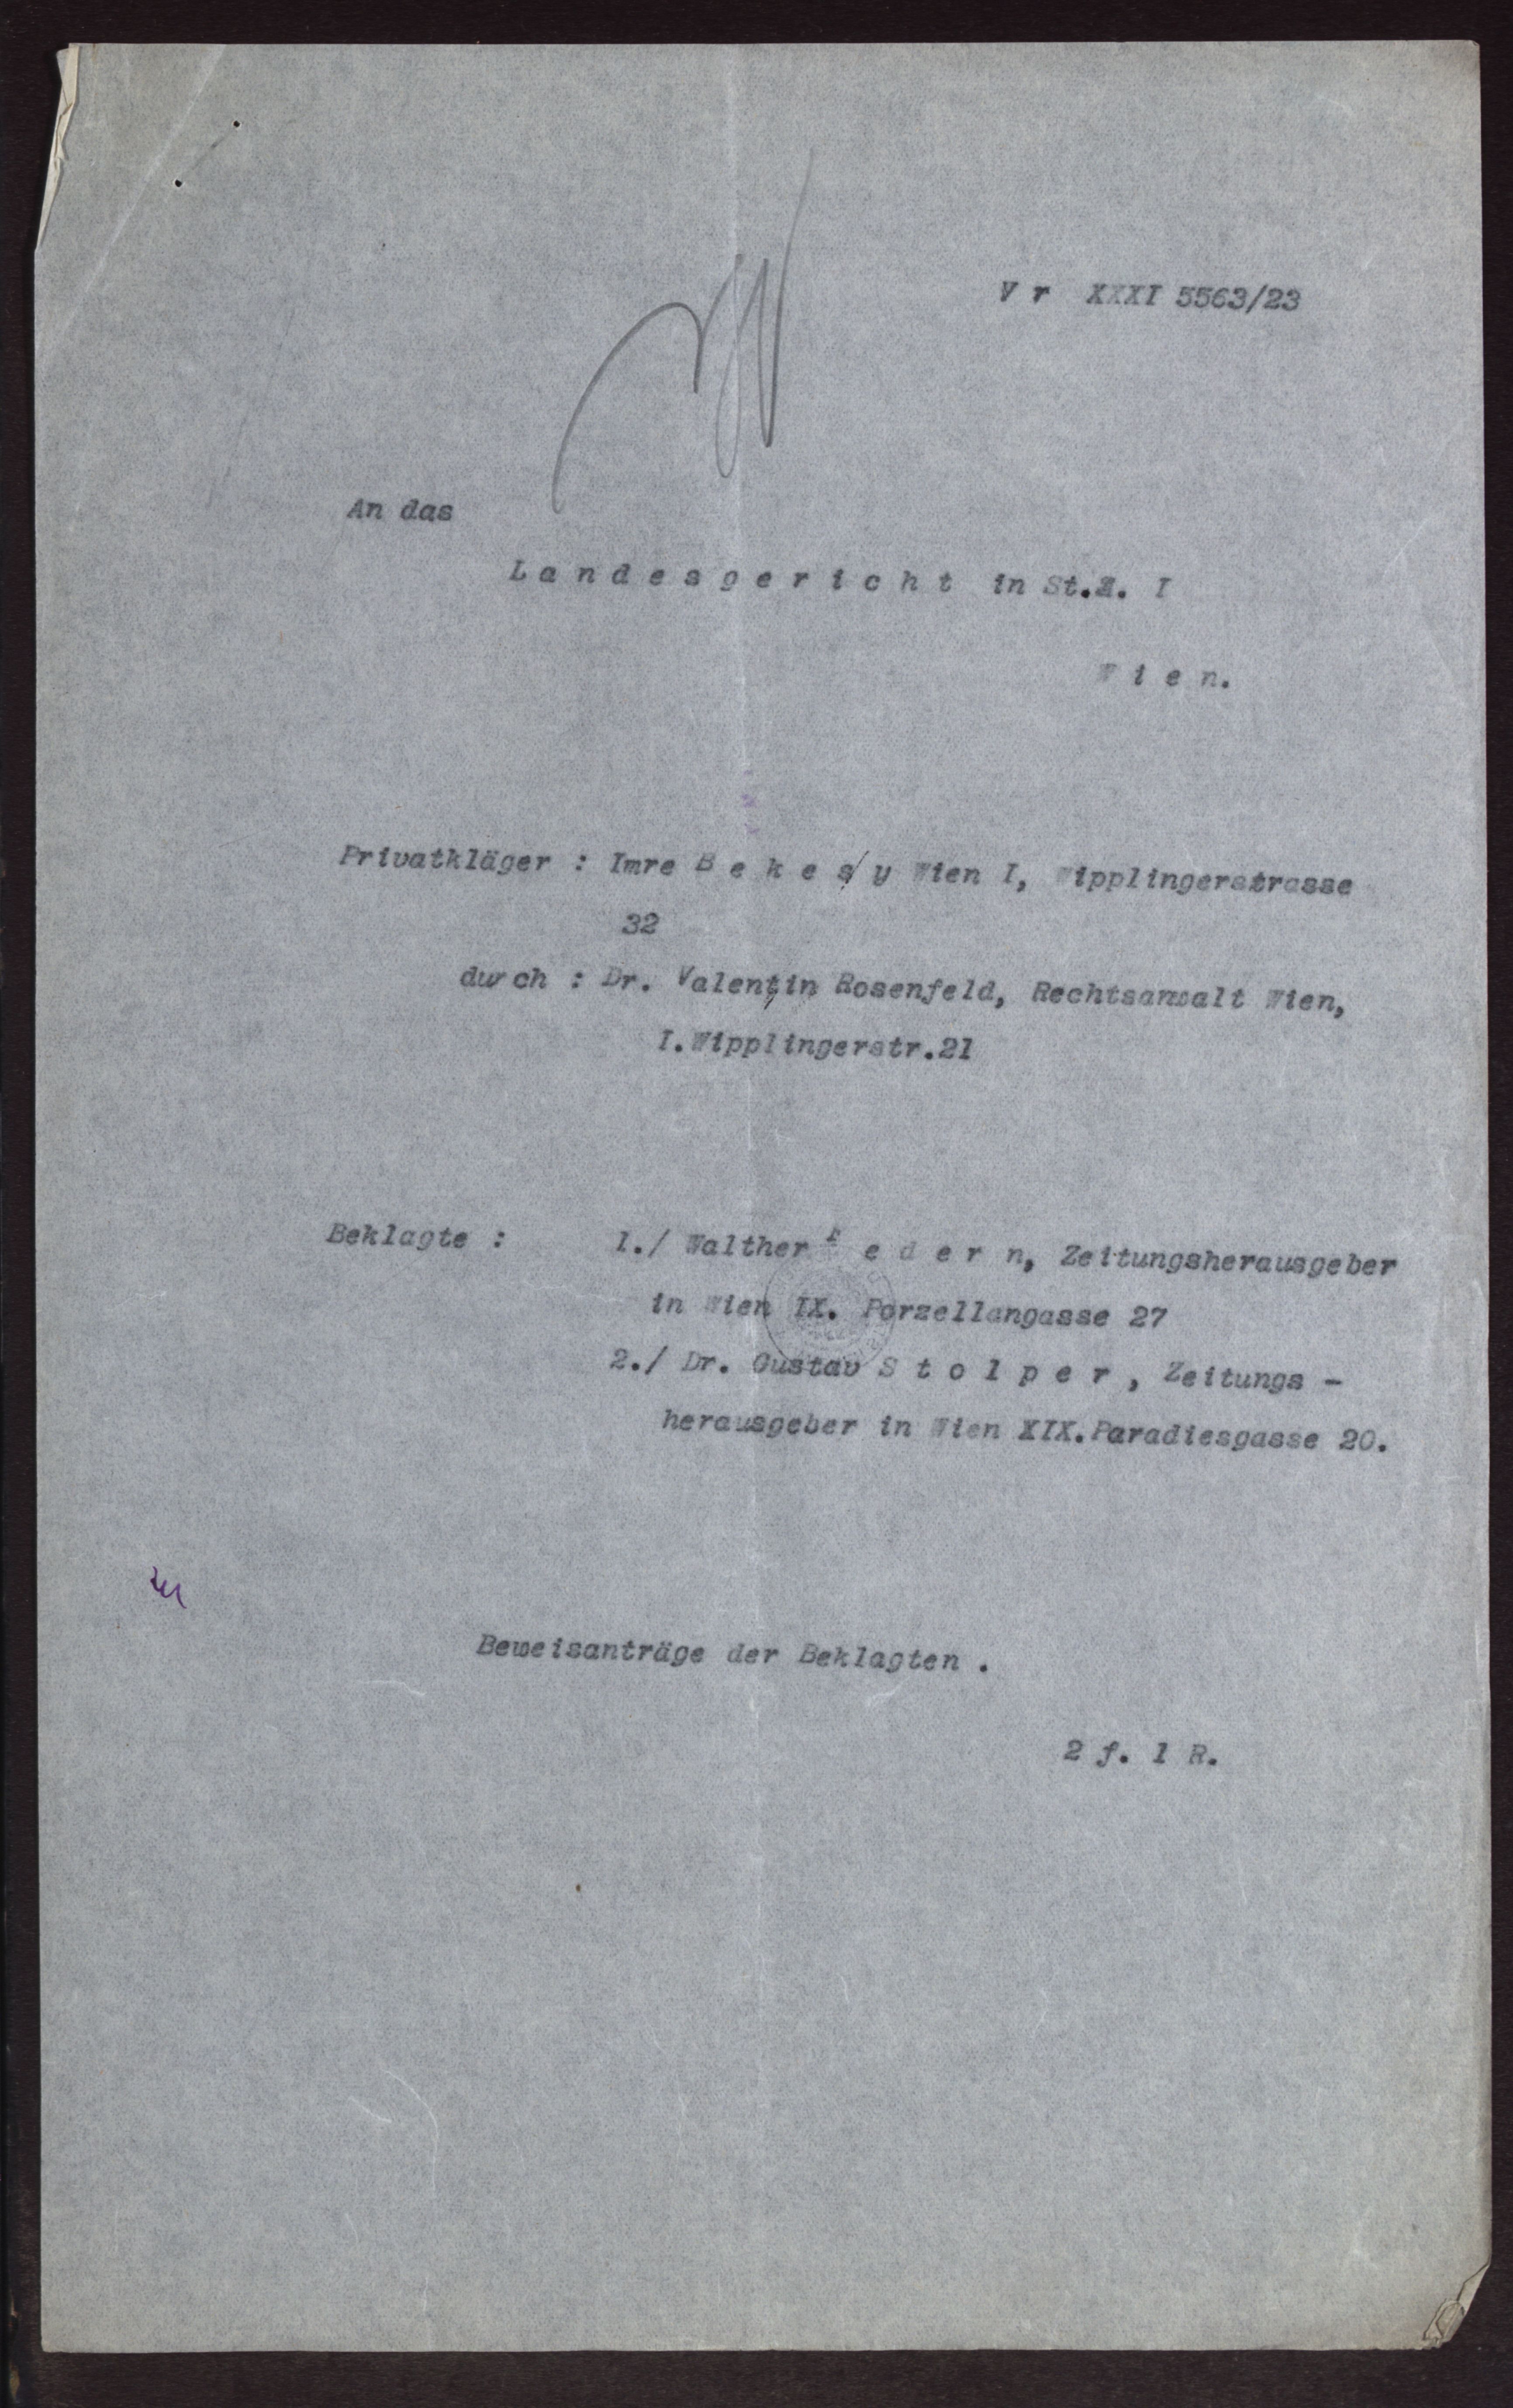 V r XXXI 5563/23
An das
L a n d e s g e r i c h t in St.S. I
W i e n.
Privatkläger : Imre B e k e s y Wien I, Wipplingerstrasse
32
durch : Dr. Valentin Rosenfeld, Rechtsanwalt Wien,
I.Wipplingerstr.21
Beklagte : 1./ Walther F e d e r n, Zeitungsherausgeber
in Wien IX. Porzellangasse 27
2./ Dr. Gustav S t o l p e r , Zeitungs -
herausgeber in Wien XIX.Paradiesgasse 20.
Beweisanträge der Beklagten .
2 f. 1 R.